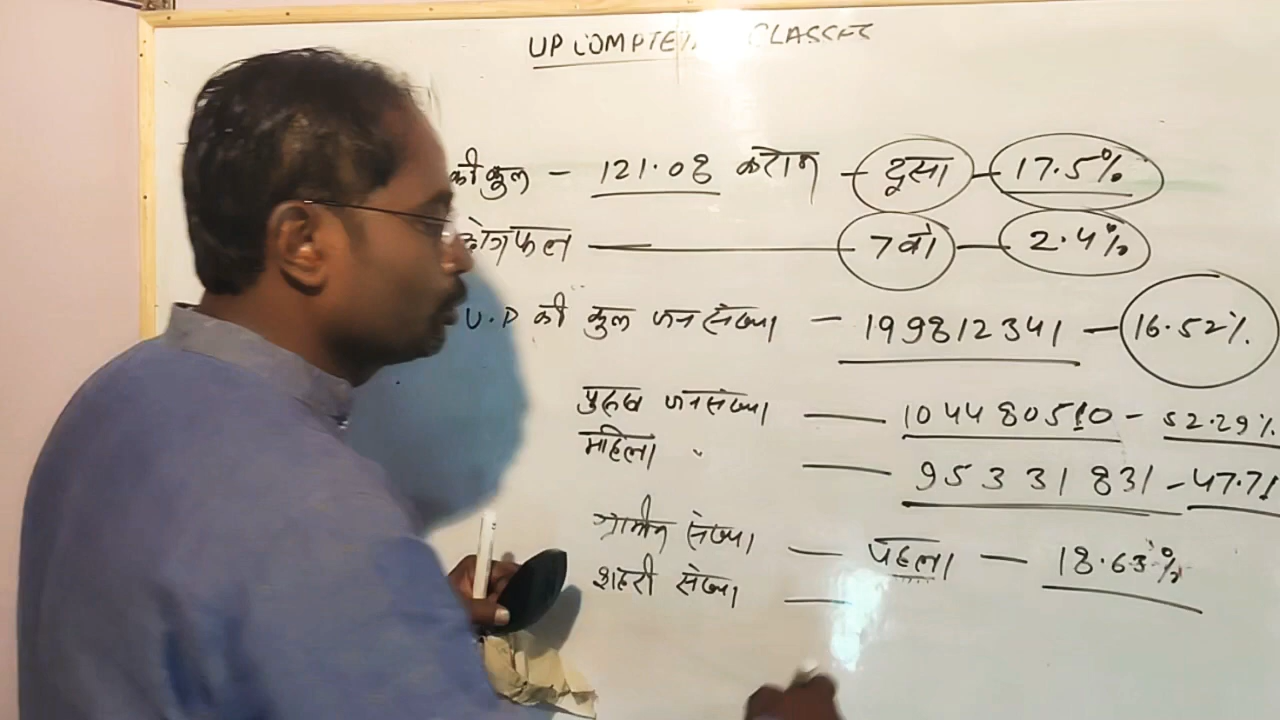 UP COMPTE CLASSES
की कुल - 121.08 करोण - दूसा - 17.5%
क्षेत्रफल - 7वां - 2.4%
U.P की कुल जनसंख्या - 199812341 - 16.52%
पुरुष जनसंख्या - 104480510 - 52.29%
महिला " - 95331831 - 47.71
ग्रामीण संख्या - पहला - 18.63%
शहरी संख्या -